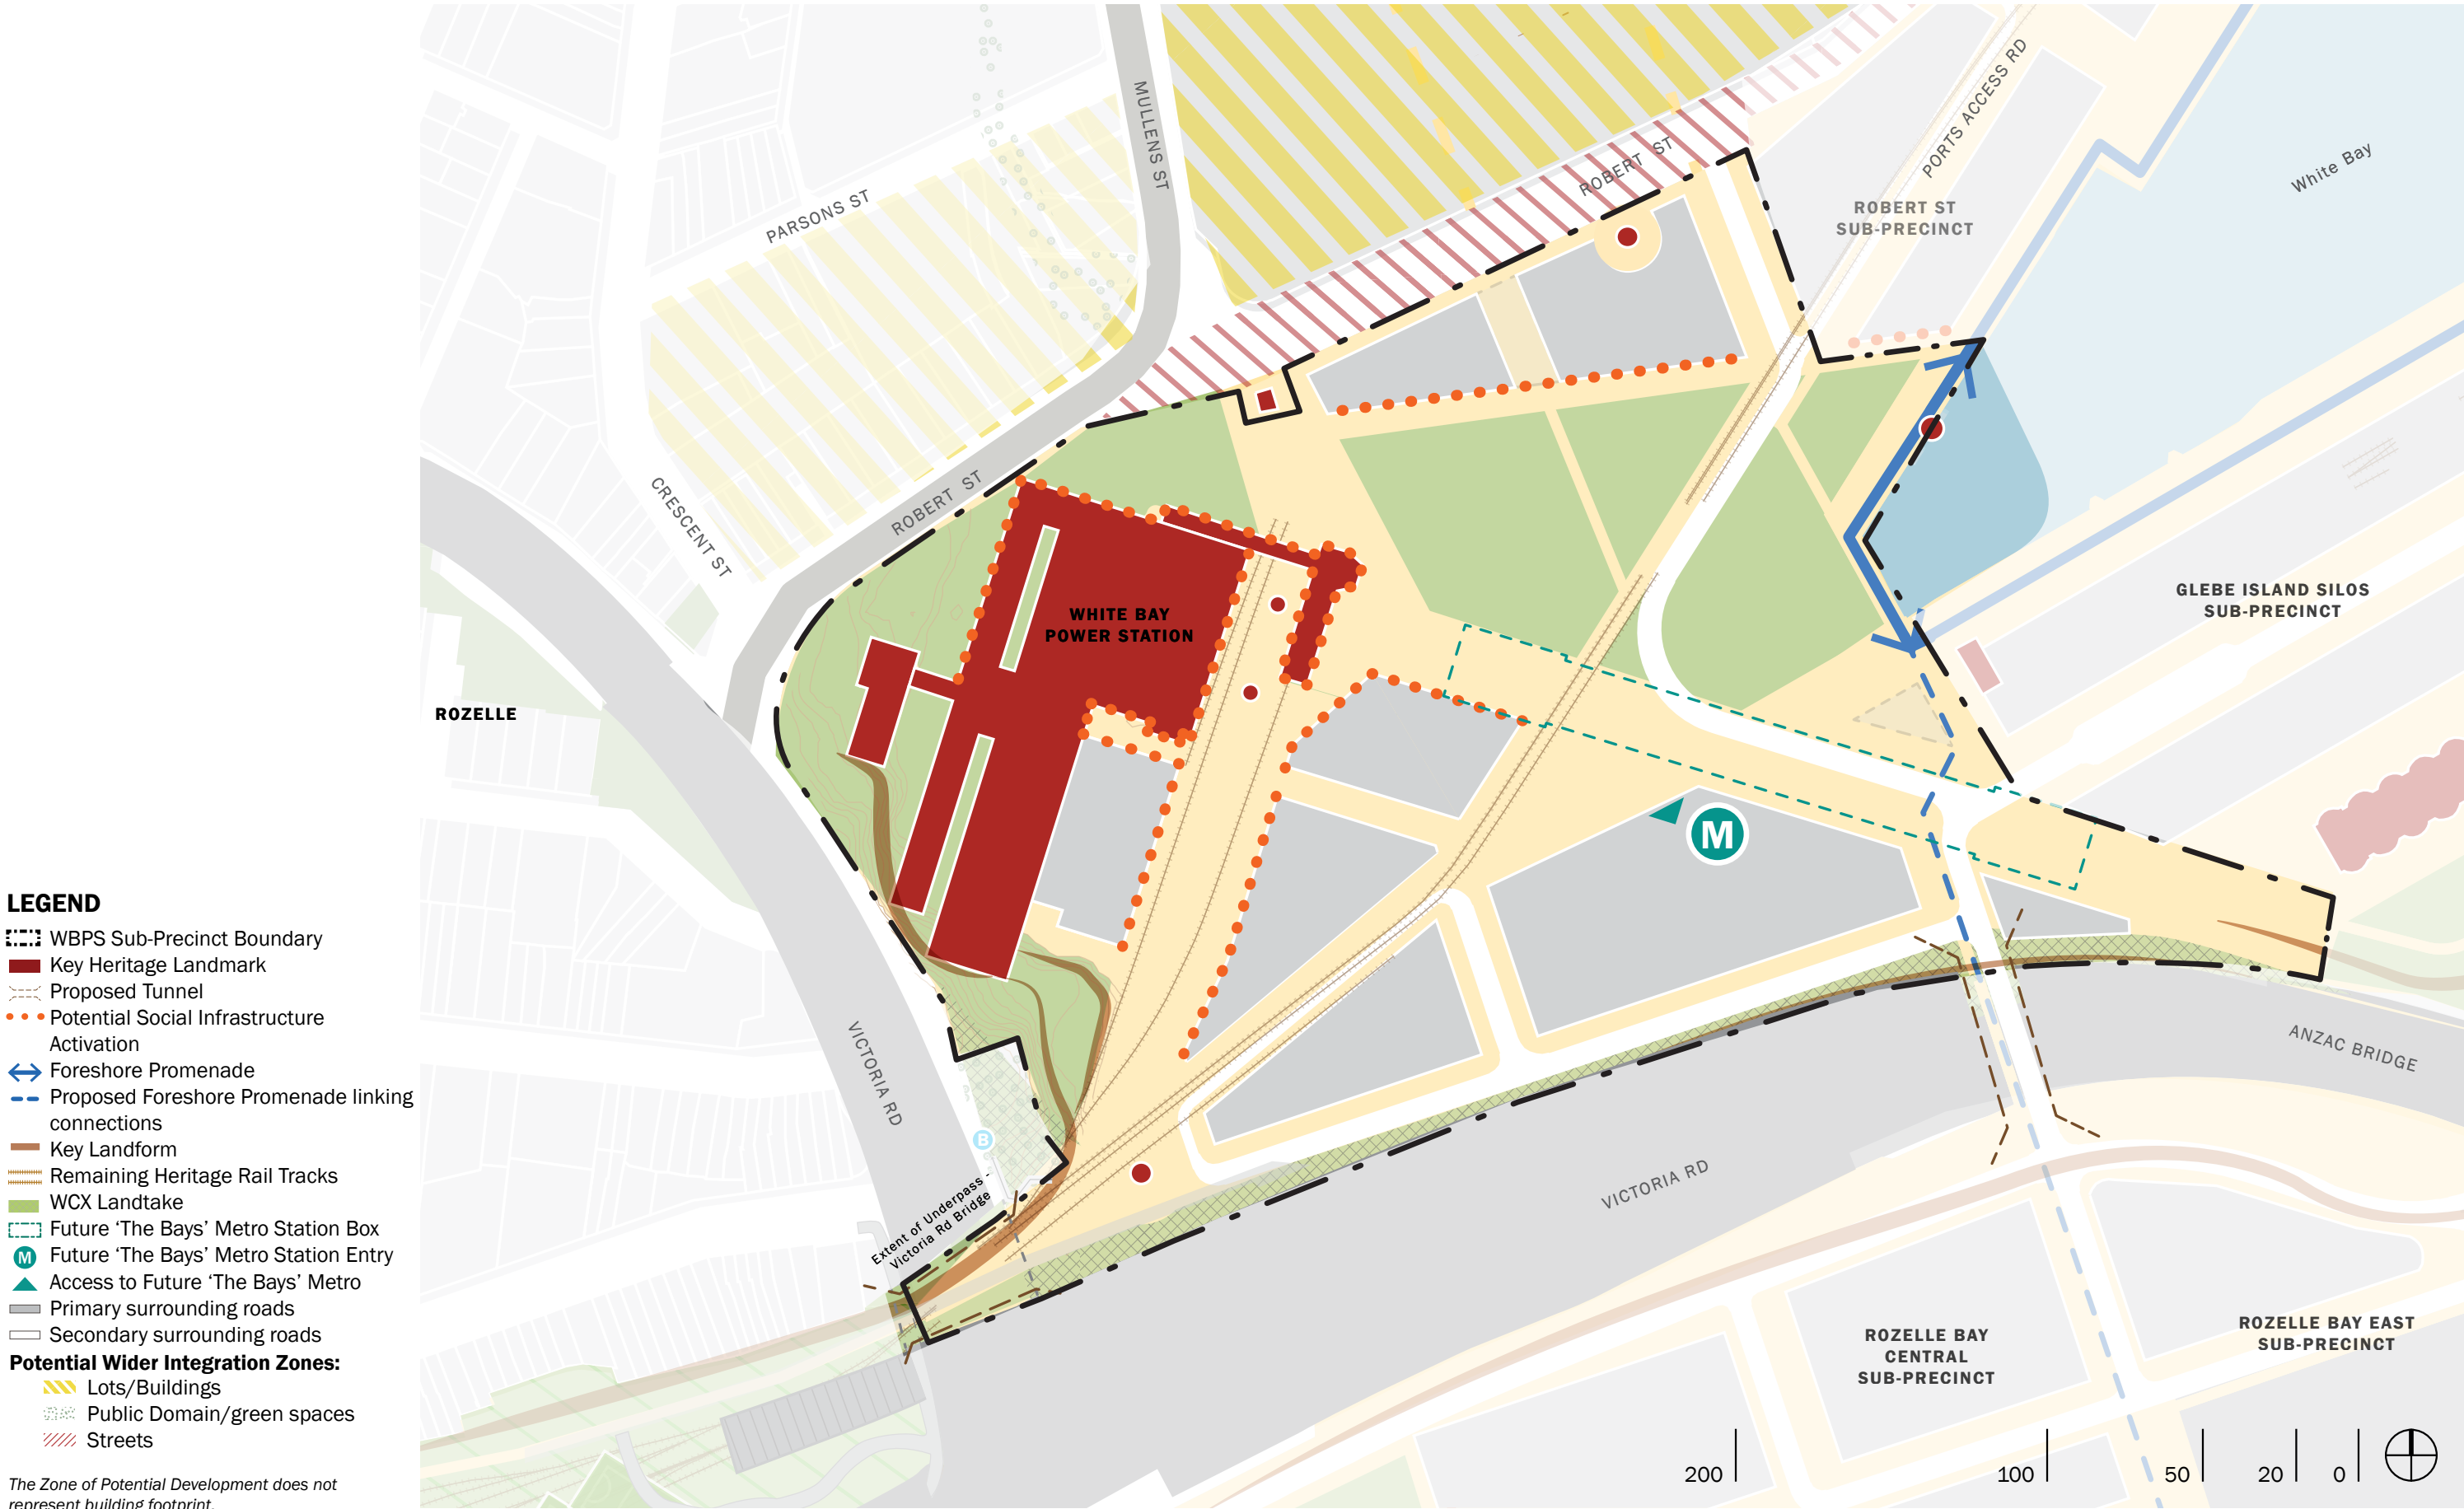 MULLENS ST
PORTS ACCESS RD
ROBERT ST
White Bay
PARSONS ST
ROBERT ST
SUB-PRECINCT
CRESCENT ST
ROBERT ST
WHITE BAY
POWER STATION
GLEBE ISLAND SILOS
SUB-PRECINCT
ROZELLE
M
VICTORIA RD
ANZAC BRIDGE
B
VICTORIA RD
Extent of Underpass -
Victoria Rd Bridge
ROZELLE BAY
CENTRAL
SUB-PRECINCT
ROZELLE BAY EAST
SUB-PRECINCT
200 100 50 20 0
LEGEND
WBPS Sub-Precinct Boundary
Key Heritage Landmark
Proposed Tunnel
Potential Social Infrastructure
Activation
Foreshore Promenade
Proposed Foreshore Promenade linking
connections
Key Landform
Remaining Heritage Rail Tracks
WCX Landtake
Future ‘The Bays’ Metro Station Box
M Future ‘The Bays’ Metro Station Entry
Access to Future ‘The Bays’ Metro
Primary surrounding roads
Secondary surrounding roads
Potential Wider Integration Zones:
Lots/Buildings
Public Domain/green spaces
Streets
The Zone of Potential Development does not
represent building footprint.